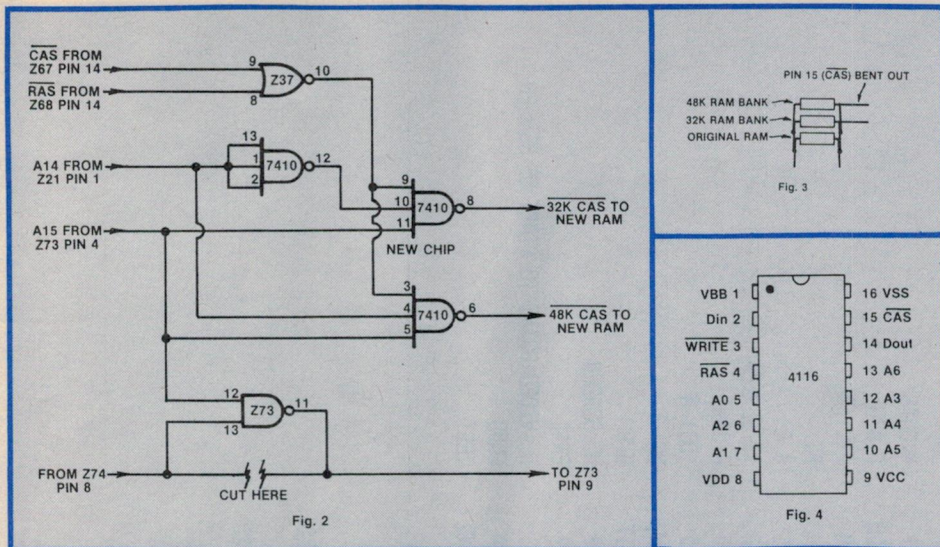 CAS FROM
Z67 PIN 14
9
Z37
10
RAS FROM
Z68 PIN 14
8
A14 FROM
Z21 PIN 1
13
1
2
7410
12
9
10
11
7410
8
32K CAS TO
NEW RAM
A15 FROM
Z73 PIN 4
NEW CHIP
3
4
5
7410
6
48K CAS TO
NEW RAM
12
13
Z73
11
FROM Z74
PIN 8
CUT HERE
TO Z73
PIN 9
Fig. 2
PIN 15 (CAS) BENT OUT
48K RAM BANK
32K RAM BANK
ORIGINAL RAM
Fig. 3
VBB 1
16 VSS
Din 2
15 CAS
WRITE 3
14 Dout
RAS 4
13 A6
4116
A0 5
12 A3
A2 6
11 A4
A1 7
10 A5
VDD 8
9 VCC
Fig. 4